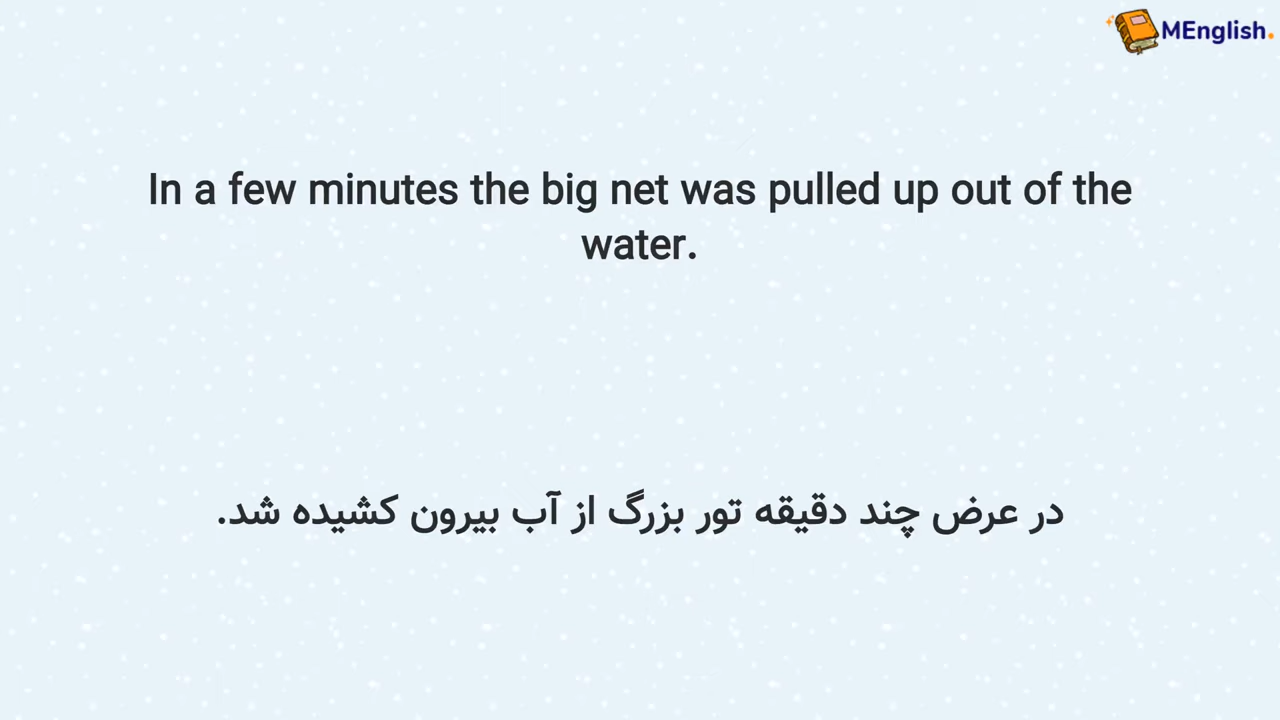 MEnglish.
In a few minutes the big net was pulled up out of the
water.
در عرض چند دقیقه تور بزرگ از آب بیرون کشیده شد.